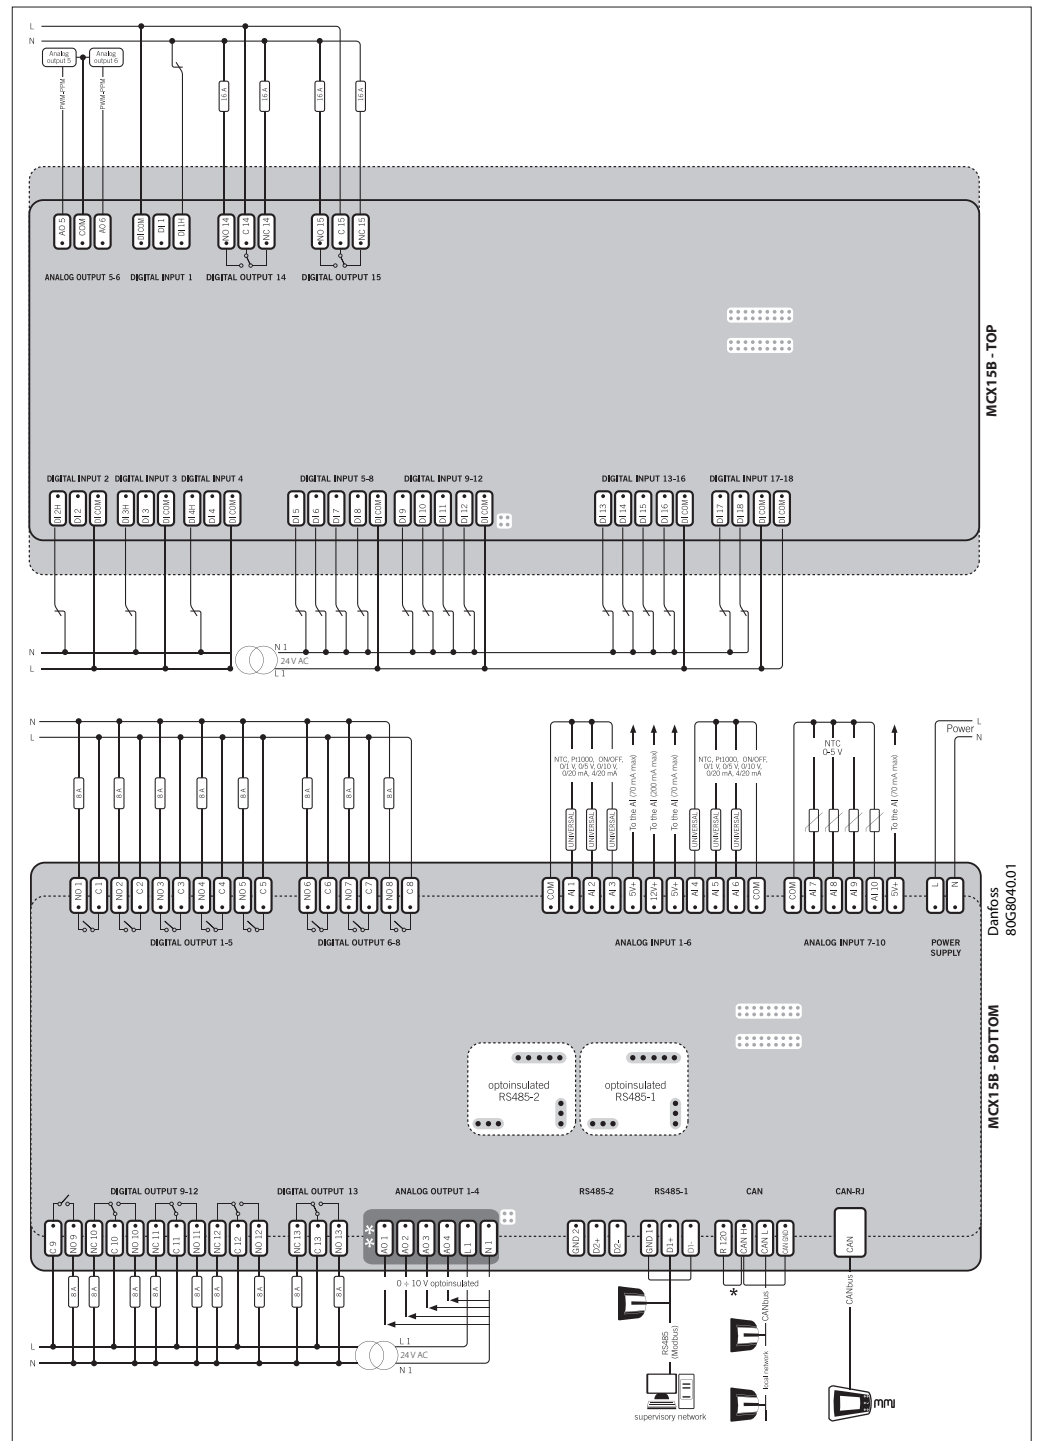 L
N
Analog output 5
Analog output 6
PWM-PPM
PWM-PPM
16 A
16 A
16 A
16 A
AO 5
COM
AO 6
DI COM
DI 1
DI 1H
NO 14
C 14
NC 14
NO 15
C 15
NC 15
ANALOG OUTPUT 5-6
DIGITAL INPUT 1
DIGITAL OUTPUT 14
DIGITAL OUTPUT 15
MCX15B - TOP
DIGITAL INPUT 2
DIGITAL INPUT 3
DIGITAL INPUT 4
DIGITAL INPUT 5-8
DIGITAL INPUT 9-12
DIGITAL INPUT 13-16
DIGITAL INPUT 17-18
DI 2H
DI 2
DI COM
DI 3H
DI 3
DI COM
DI 4H
DI 4
DI COM
DI 5
DI 6
DI 7
DI 8
DI COM
DI 9
DI 10
DI 11
DI 12
DI COM
DI 13
DI 14
DI 15
DI 16
DI COM
DI 17
DI 18
DI COM
DI COM
N
L
N 1
24 V AC
L 1
N
L
8 A
8 A
8 A
8 A
8 A
8 A
8 A
8 A
NTC, Pt1000, ON/OFF,
0/1 V, 0/5 V, 0/10 V,
0/20 mA, 4/20 mA
UNIVERSAL
UNIVERSAL
UNIVERSAL
To the AI (70 mA max)
To the AI (200 mA max)
To the AI (70 mA max)
NTC, Pt1000, ON/OFF,
0/1 V, 0/5 V, 0/10 V,
0/20 mA, 4/20 mA
UNIVERSAL
UNIVERSAL
UNIVERSAL
NTC
0-5 V
To the AI (70 mA max)
L
Power
N
NO 1
C 1
NO 2
C 2
NO 3
C 3
NO 4
C 4
NO 5
C 5
NO 6
C 6
NO 7
C 7
NO 8
C 8
COM
AI 1
AI 2
AI 3
5V+
12V+
5V+
AI 4
AI 5
AI 6
COM
COM
AI 7
AI 8
AI 9
AI 10
5V+
L
N
DIGITAL OUTPUT 1-5
DIGITAL OUTPUT 6-8
ANALOG INPUT 1-6
ANALOG INPUT 7-10
POWER
SUPPLY
Danfoss
80G8040.01
MCX15B - BOTTOM
optoinsulated
RS485-2
optoinsulated
RS485-1
DIGITAL OUTPUT 9-12
DIGITAL OUTPUT 13
ANALOG OUTPUT 1-4
RS485-2
RS485-1
CAN
CAN-RJ
C 9
NO 9
NC 10
C 10
NO 10
NC 11
C 11
NO 11
NC 12
C 12
NO 12
NC 13
C 13
NO 13
**
AO 1
AO 2
AO 3
AO 4
L 1
N 1
GND 2
D2+
D2-
GND 1
D1+
D1-
R 120
CAN H
CAN L
CAN GND
CAN
8 A
8 A
8 A
8 A
8 A
8 A
8 A
8 A
8 A
0 ÷ 10 V optoinsulated
*
L
N
L 1
24 V AC
N 1
RS485
(Modbus)
supervisory network
CANbus
local network
CANbus
MMI